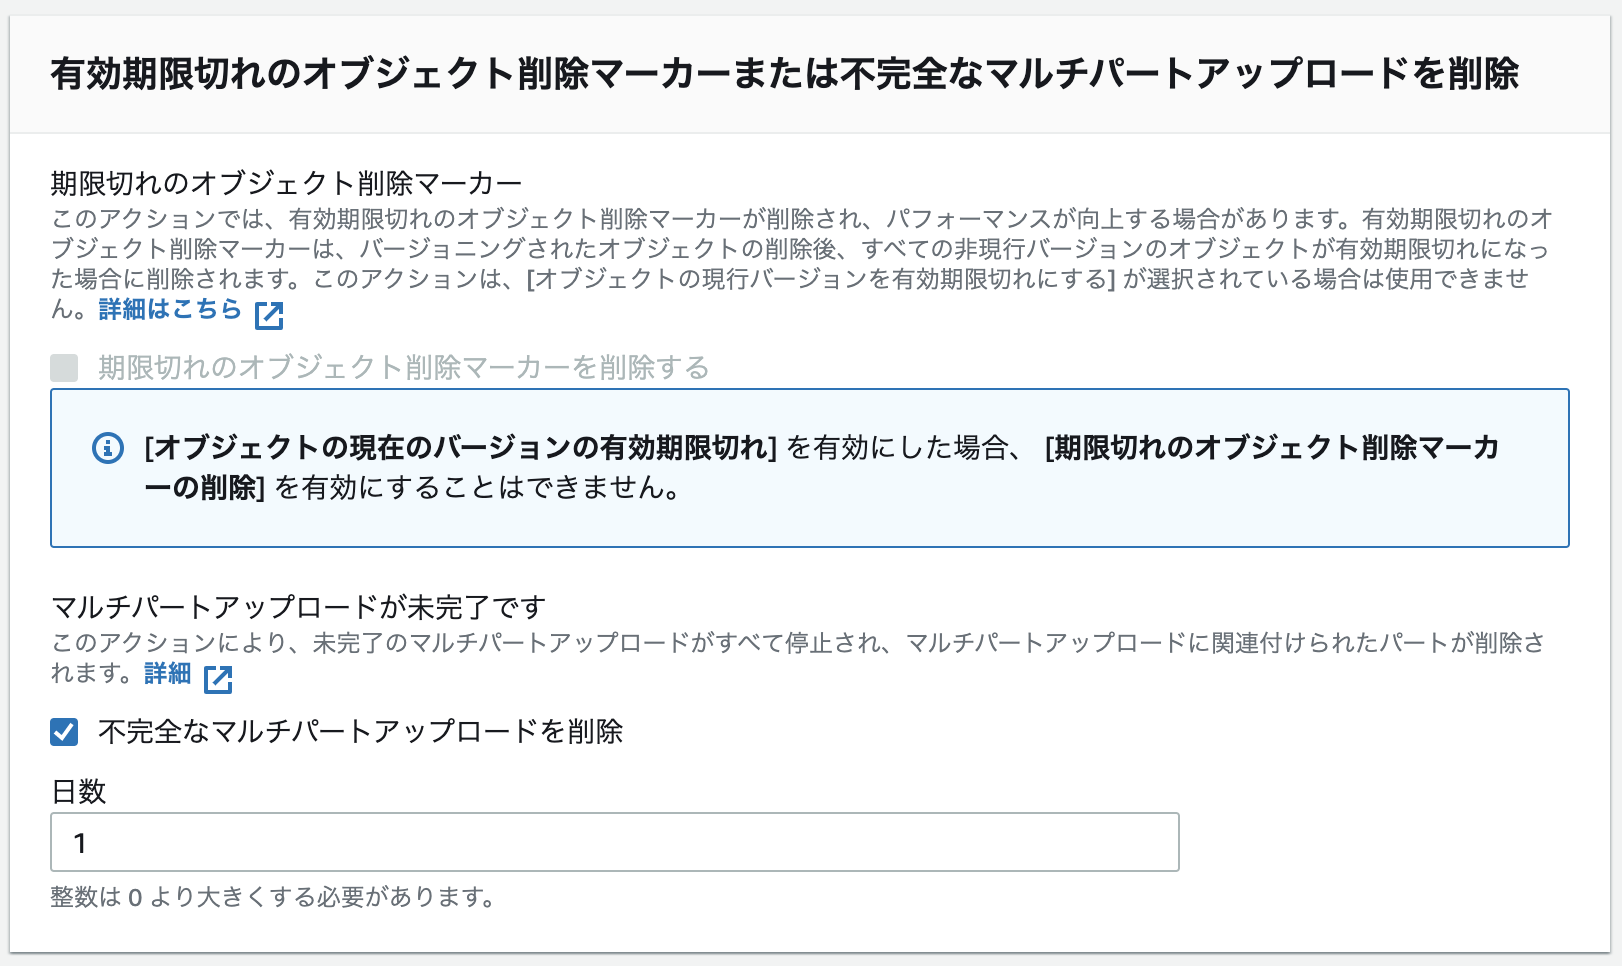 有効期限切れのオブジェクト削除マーカーまたは不完全なマルチパートアップロードを削除
期限切れのオブジェクト削除マーカー
このアクションでは、有効期限切れのオブジェクト削除マーカーが削除され、パフォーマンスが向上する場合があります。有効期限切れのオ
ブジェクト削除マーカーは、バージョニングされたオブジェクトの削除後、すべての非現行バージョンのオブジェクトが有効期限切れになっ
た場合に削除されます。このアクションは、[オブジェクトの現行バージョンを有効期限切れにする] が選択されている場合は使用できませ
ん。詳細はこちら
期限切れのオブジェクト削除マーカーを削除する
[オブジェクトの現在のバージョンの有効期限切れ] を有効にした場合、 [期限切れのオブジェクト削除マーカ
ーの削除] を有効にすることはできません。
マルチパートアップロードが未完了です
このアクションにより、未完了のマルチパートアップロードがすべて停止され、マルチパートアップロードに関連付けられたパートが削除さ
れます。詳細
不完全なマルチパートアップロードを削除
日数
1
整数は 0 より大きくする必要があります。